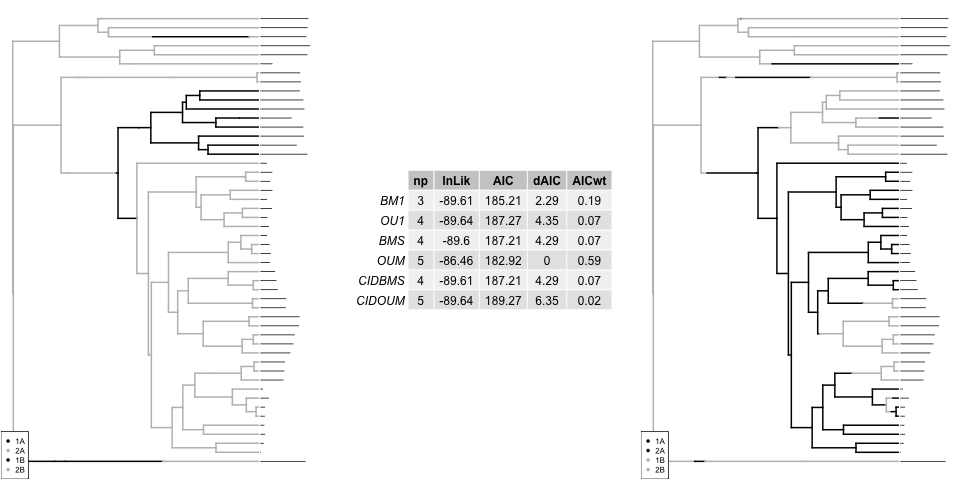 np lnLik AIC dAIC AICwt
BM1 3 -89.61 185.21 2.29 0.19
OU1 4 -89.64 187.27 4.35 0.07
BMS 4 -89.6 187.21 4.29 0.07
OUM 5 -86.46 182.92 0 0.59
CIDBMS 4 -89.61 187.21 4.29 0.07
CIDOUM 5 -89.64 189.27 6.35 0.02
1A
2A
1B
2B
1A
2A
1B
2B